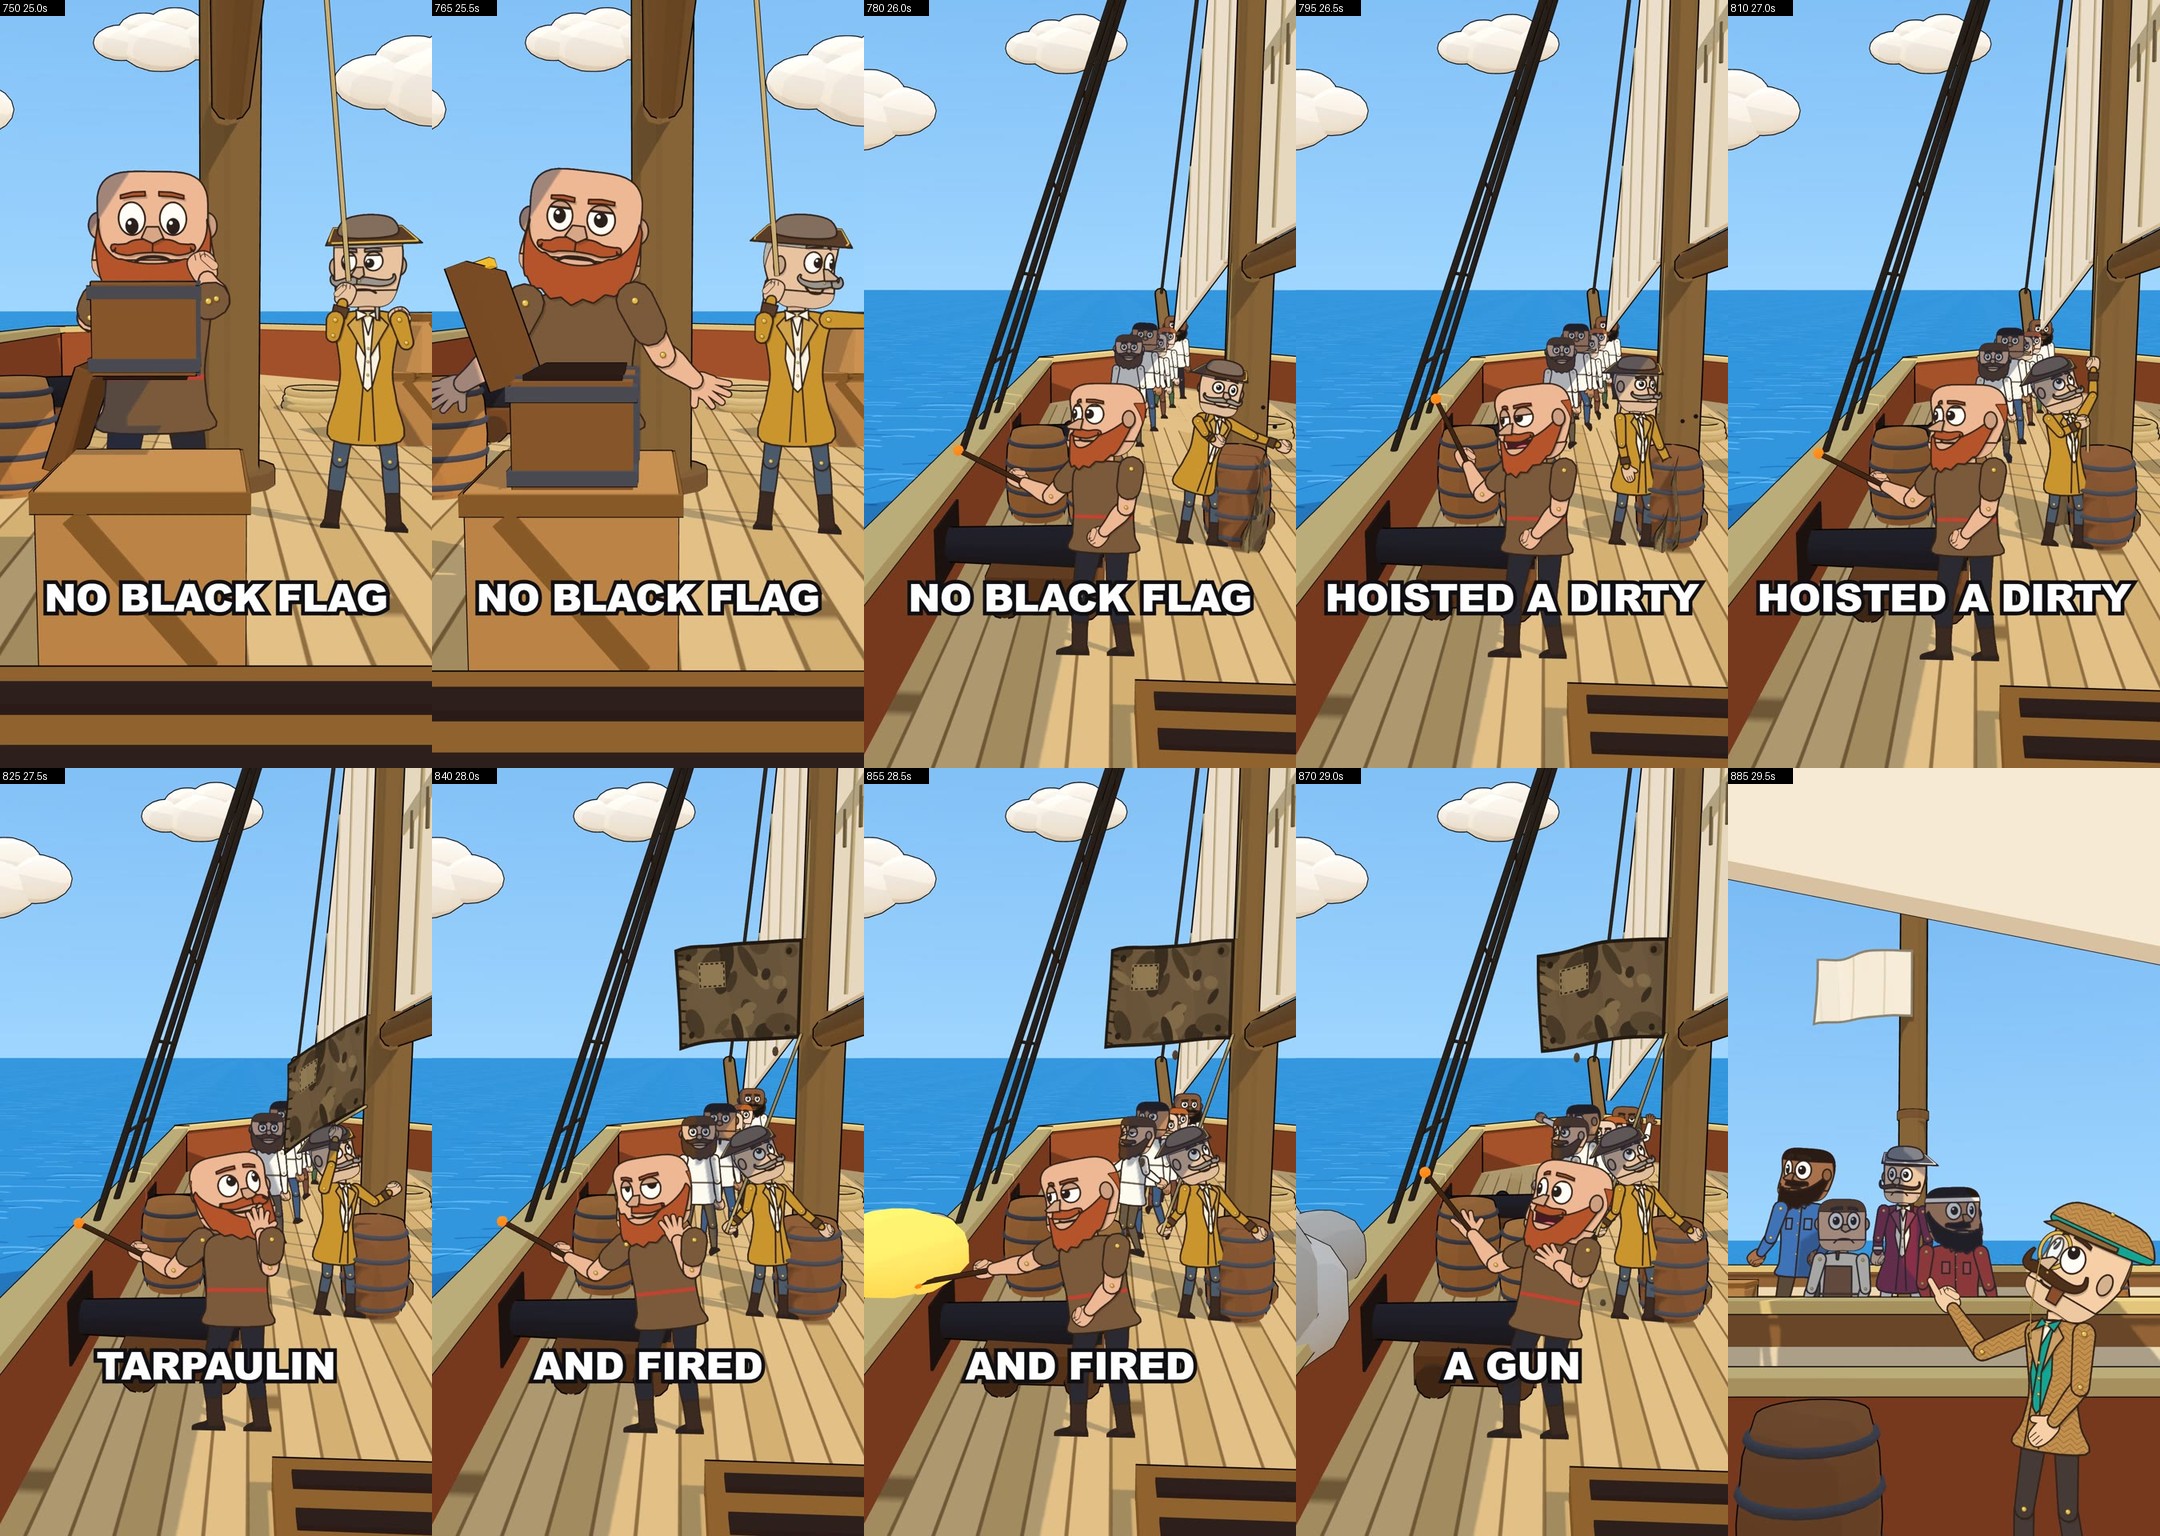 750 25.0s
765 25.5s
780 26.0s
795 26.5s
810 27.0s
NO BLACK FLAG
NO BLACK FLAG
NO BLACK FLAG
HOISTED A DIRTY
HOISTED A DIRTY
825 27.5s
840 28.0s
855 28.5s
870 29.0s
885 29.5s
TARPAULIN
AND FIRED
AND FIRED
A GUN